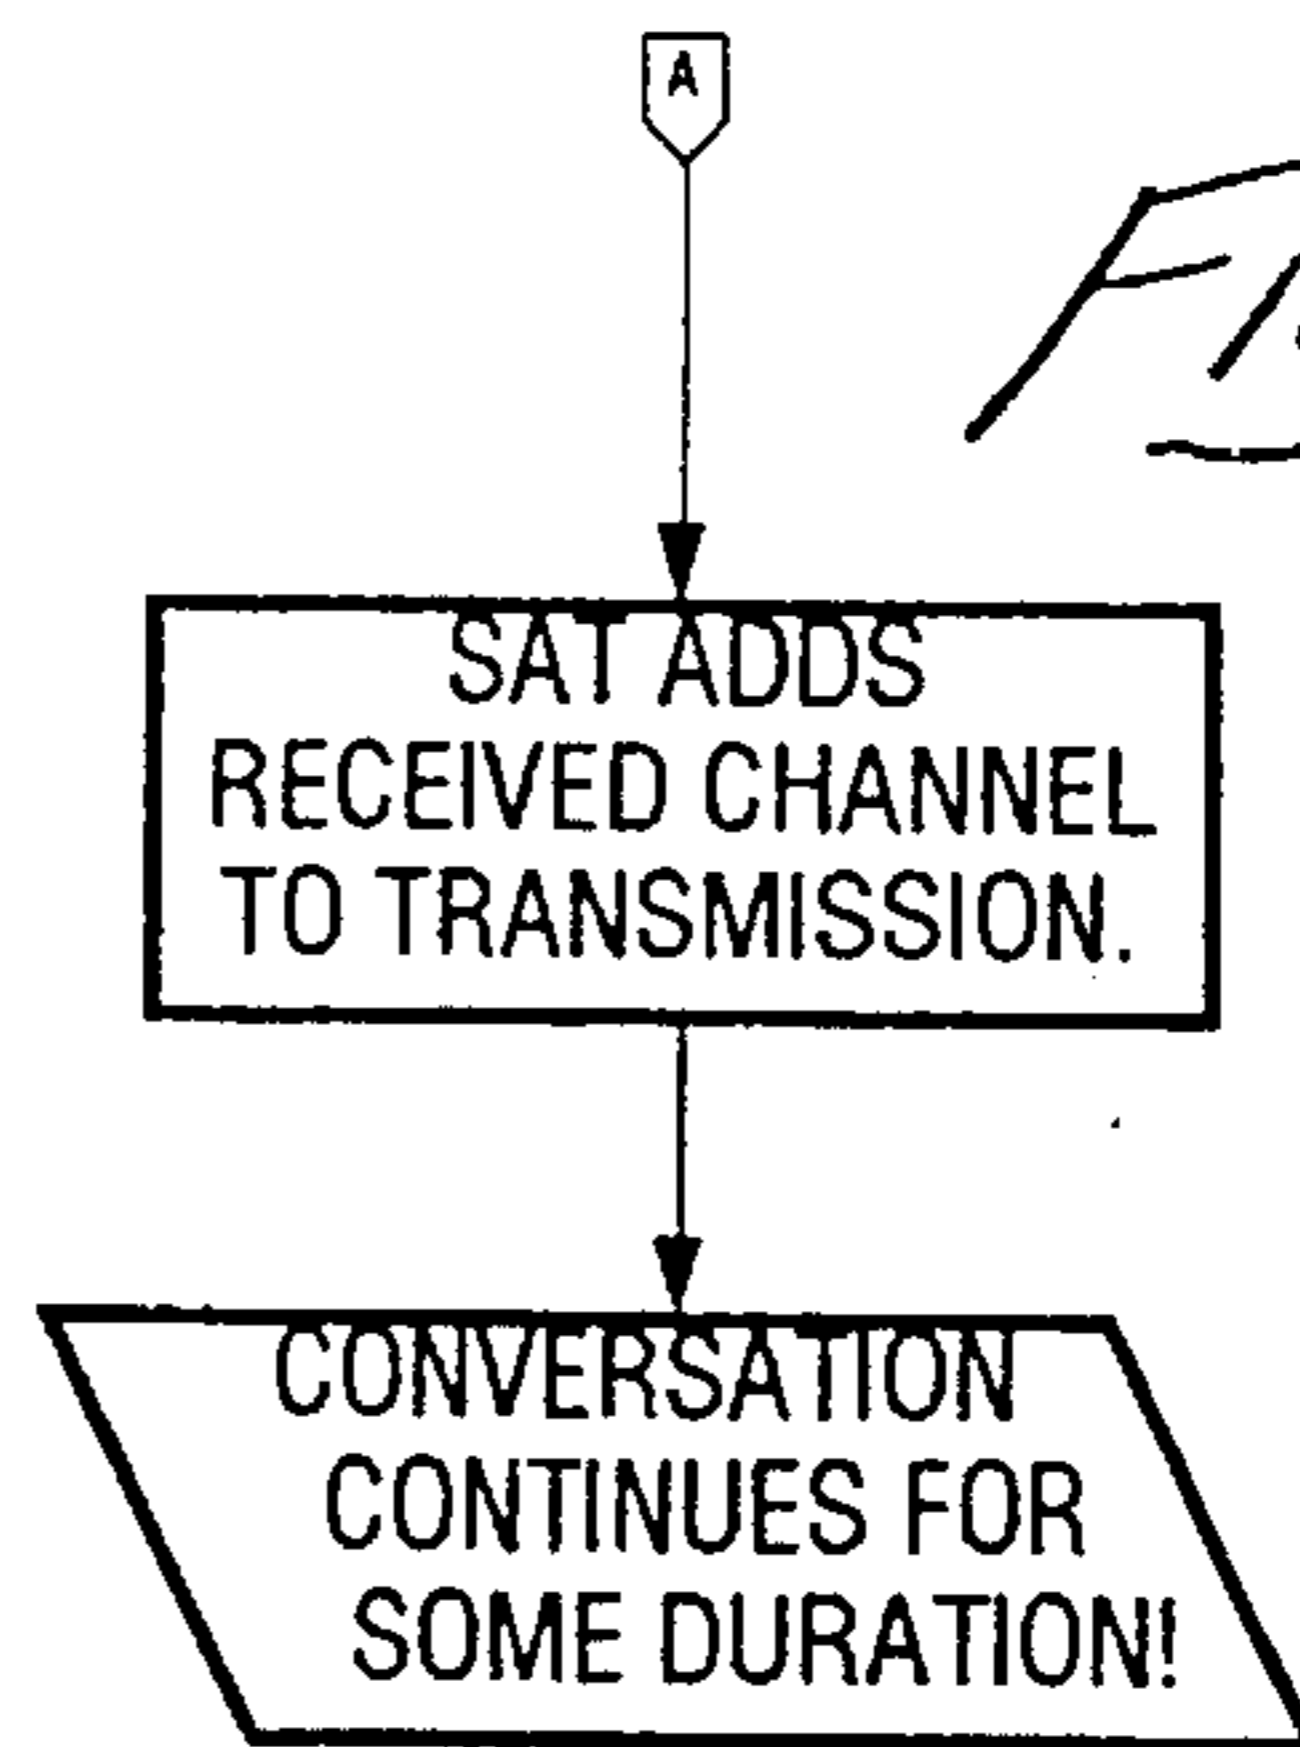 A
SAT ADDS
RECEIVED CHANNEL
TO TRANSMISSION.
CONVERSATION
CONTINUES FOR
SOME DURATION!